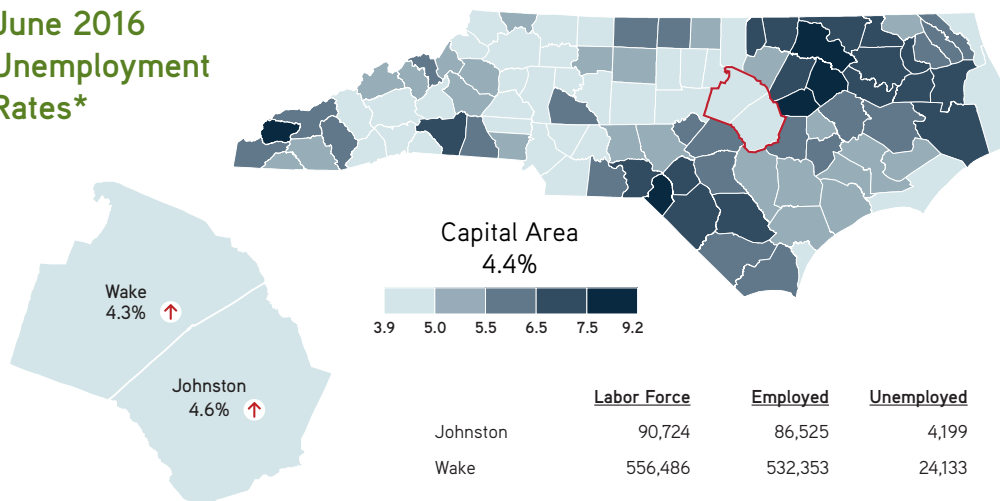 June 2016
Unemployment
Rates*
Capital Area
4.4%
3.9 5.0 5.5 6.5 7.5 9.2
Wake
4.3%
Johnston
4.6%
Labor Force Employed Unemployed
Johnston 90,724 86,525 4,199
Wake 556,486 532,353 24,133